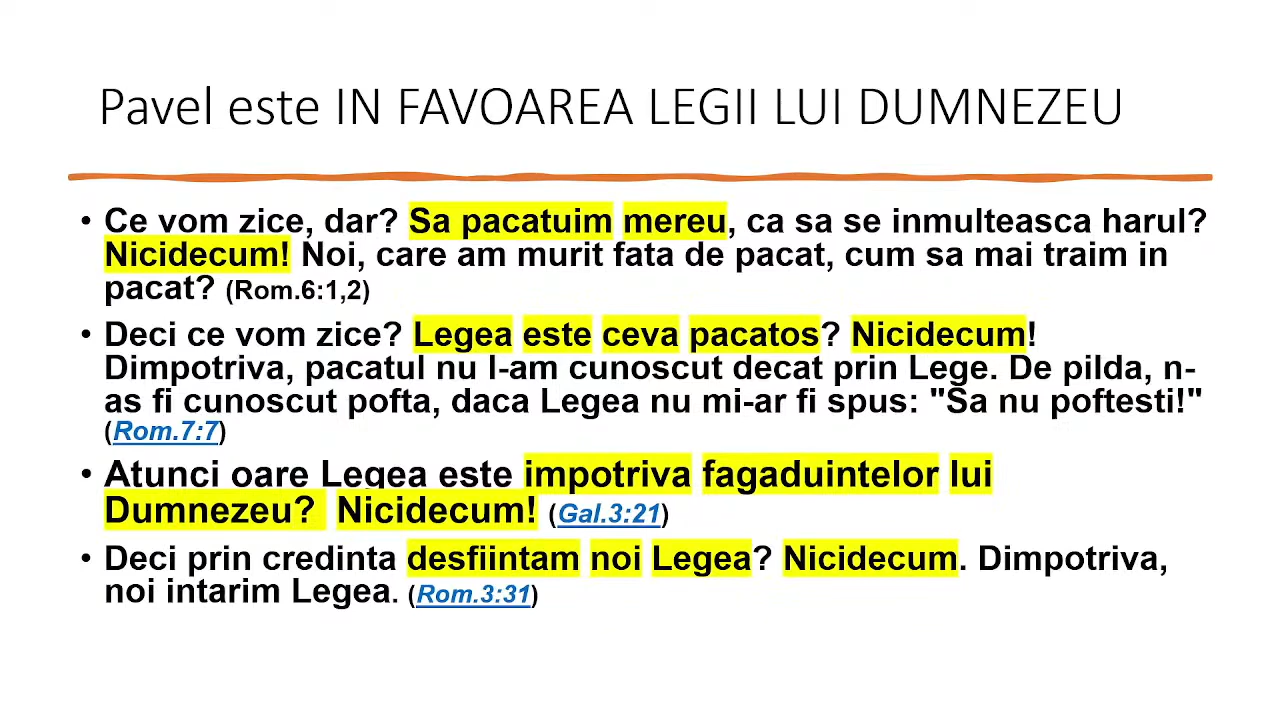 Pavel este IN FAVOAREA LEGII LUI DUMNEZEU
• Ce vom zice, dar? Sa pacatuim mereu, ca sa se inmulteasca harul?
Nicidecum! Noi, care am murit fata de pacat, cum sa mai traim in
pacat? (Rom.6:1,2)
• Deci ce vom zice? Legea este ceva pacatos? Nicidecum!
Dimpotriva, pacatul nu l-am cunoscut decat prin Lege. De pilda, n-
as fi cunoscut pofta, daca Legea nu mi-ar fi spus: "Sa nu poftesti!"
(Rom.7:7)
• Atunci oare Legea este impotriva fagaduintelor lui
Dumnezeu? Nicidecum! (Gal.3:21)
• Deci prin credinta desfiintam noi Legea? Nicidecum. Dimpotriva,
noi intarim Legea. (Rom.3:31)